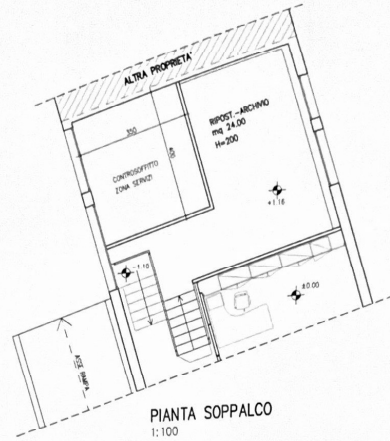 ALTRA PROPRIETA'
RIPOST.-ARCHIVIO
mq 24.00
H=200
350
CONTROSOFFITTO
ZONA SERVIZI
+1.16
±0.00
ASSE RAMPA
PIANTA SOPPALCO
1:100